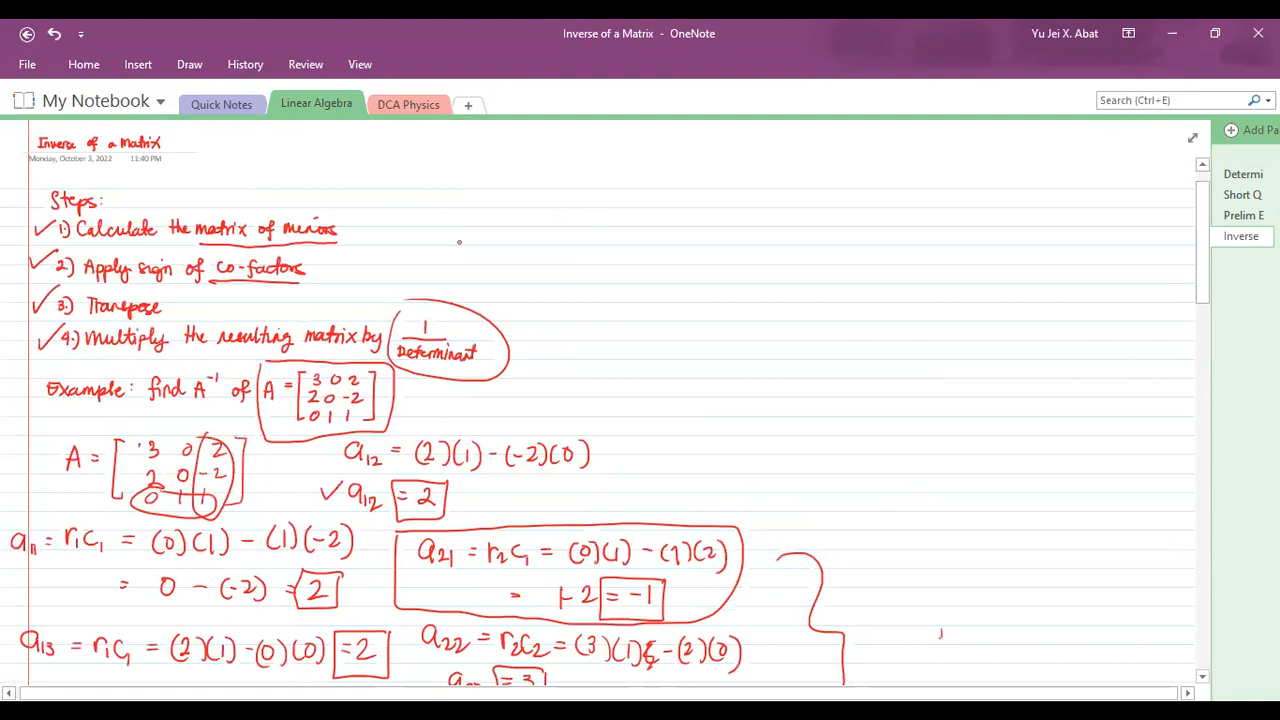 Inverse of a Matrix - OneNote
Yu Jei X. Abat
File Home Insert Draw History Review View
My Notebook Quick Notes Linear Algebra DCA Physics +
Search (Ctrl+E)
Add Pa
Inverse of a Matrix
Monday, October 3, 2022 11:40 PM
Determi
Short Q
Prelim E
Inverse
Steps:
1.) Calculate the matrix of minors
2.) Apply sign of co-factors
3.) Transpose
4.) Multiply the resulting matrix by 1
Determinant
Example: find A⁻¹ of A = [3 0 2
2 0 -2
0 1 1]
A = [3 0 2
2 0 -2
0 1 1]
a₁₂ = (2)(1) - (-2)(0)
a₁₂ = 2
a₁₁ = r₁c₁ = (0)(1) - (1)(-2)
= 0 - (-2) = 2
a₂₁ = r₂c₁ = (0)(1) - (1)(2)
= -2 = -1
a₁₃ = r₁c₁ = (2)(1) - (0)(0) = 2
a₂₂ = r₂c₂ = (3)(1) - (2)(0)
= 3